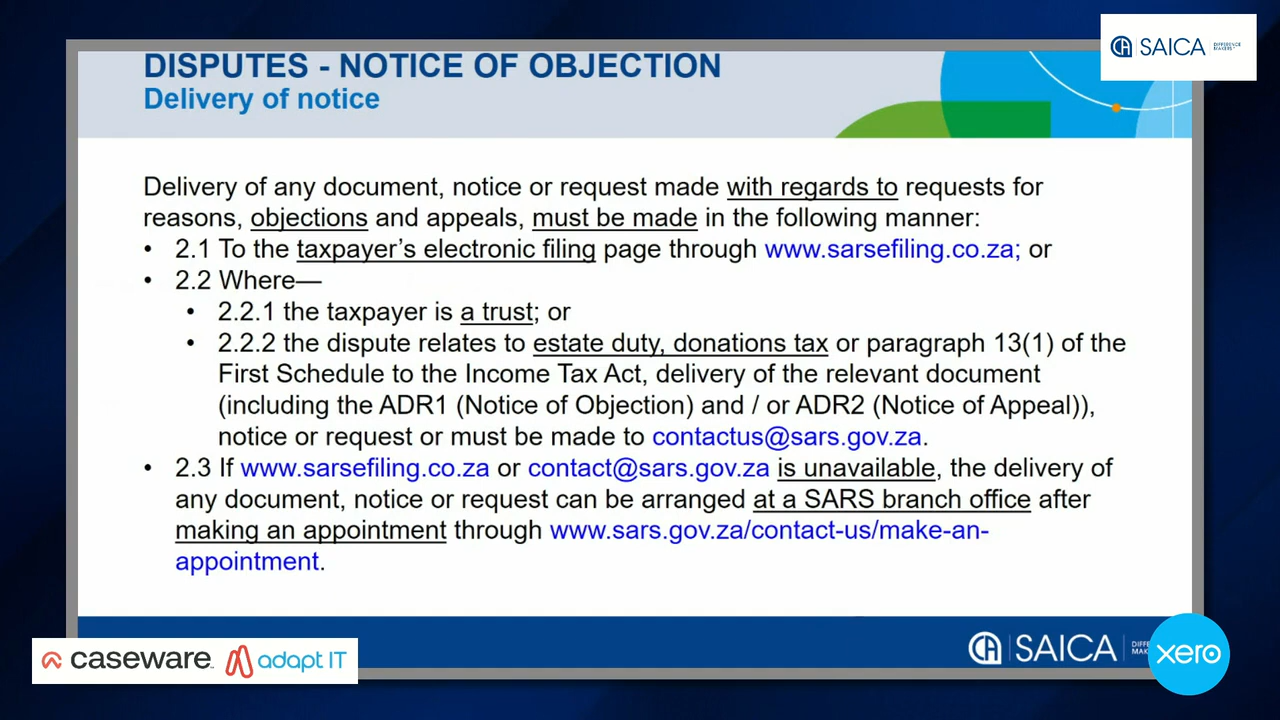 SAICA
DIFFERENCE
MAKERS
DISPUTES - NOTICE OF OBJECTION
Delivery of notice
Delivery of any document, notice or request made with regards to requests for
reasons, objections and appeals, must be made in the following manner:
• 2.1 To the taxpayer’s electronic filing page through www.sarsefiling.co.za; or
• 2.2 Where—
• 2.2.1 the taxpayer is a trust; or
• 2.2.2 the dispute relates to estate duty, donations tax or paragraph 13(1) of the
First Schedule to the Income Tax Act, delivery of the relevant document
(including the ADR1 (Notice of Objection) and / or ADR2 (Notice of Appeal)),
notice or request or must be made to contactus@sars.gov.za.
• 2.3 If www.sarsefiling.co.za or contact@sars.gov.za is unavailable, the delivery of
any document, notice or request can be arranged at a SARS branch office after
making an appointment through www.sars.gov.za/contact-us/make-an-
appointment.
caseware
adapt IT
SAICA
xero